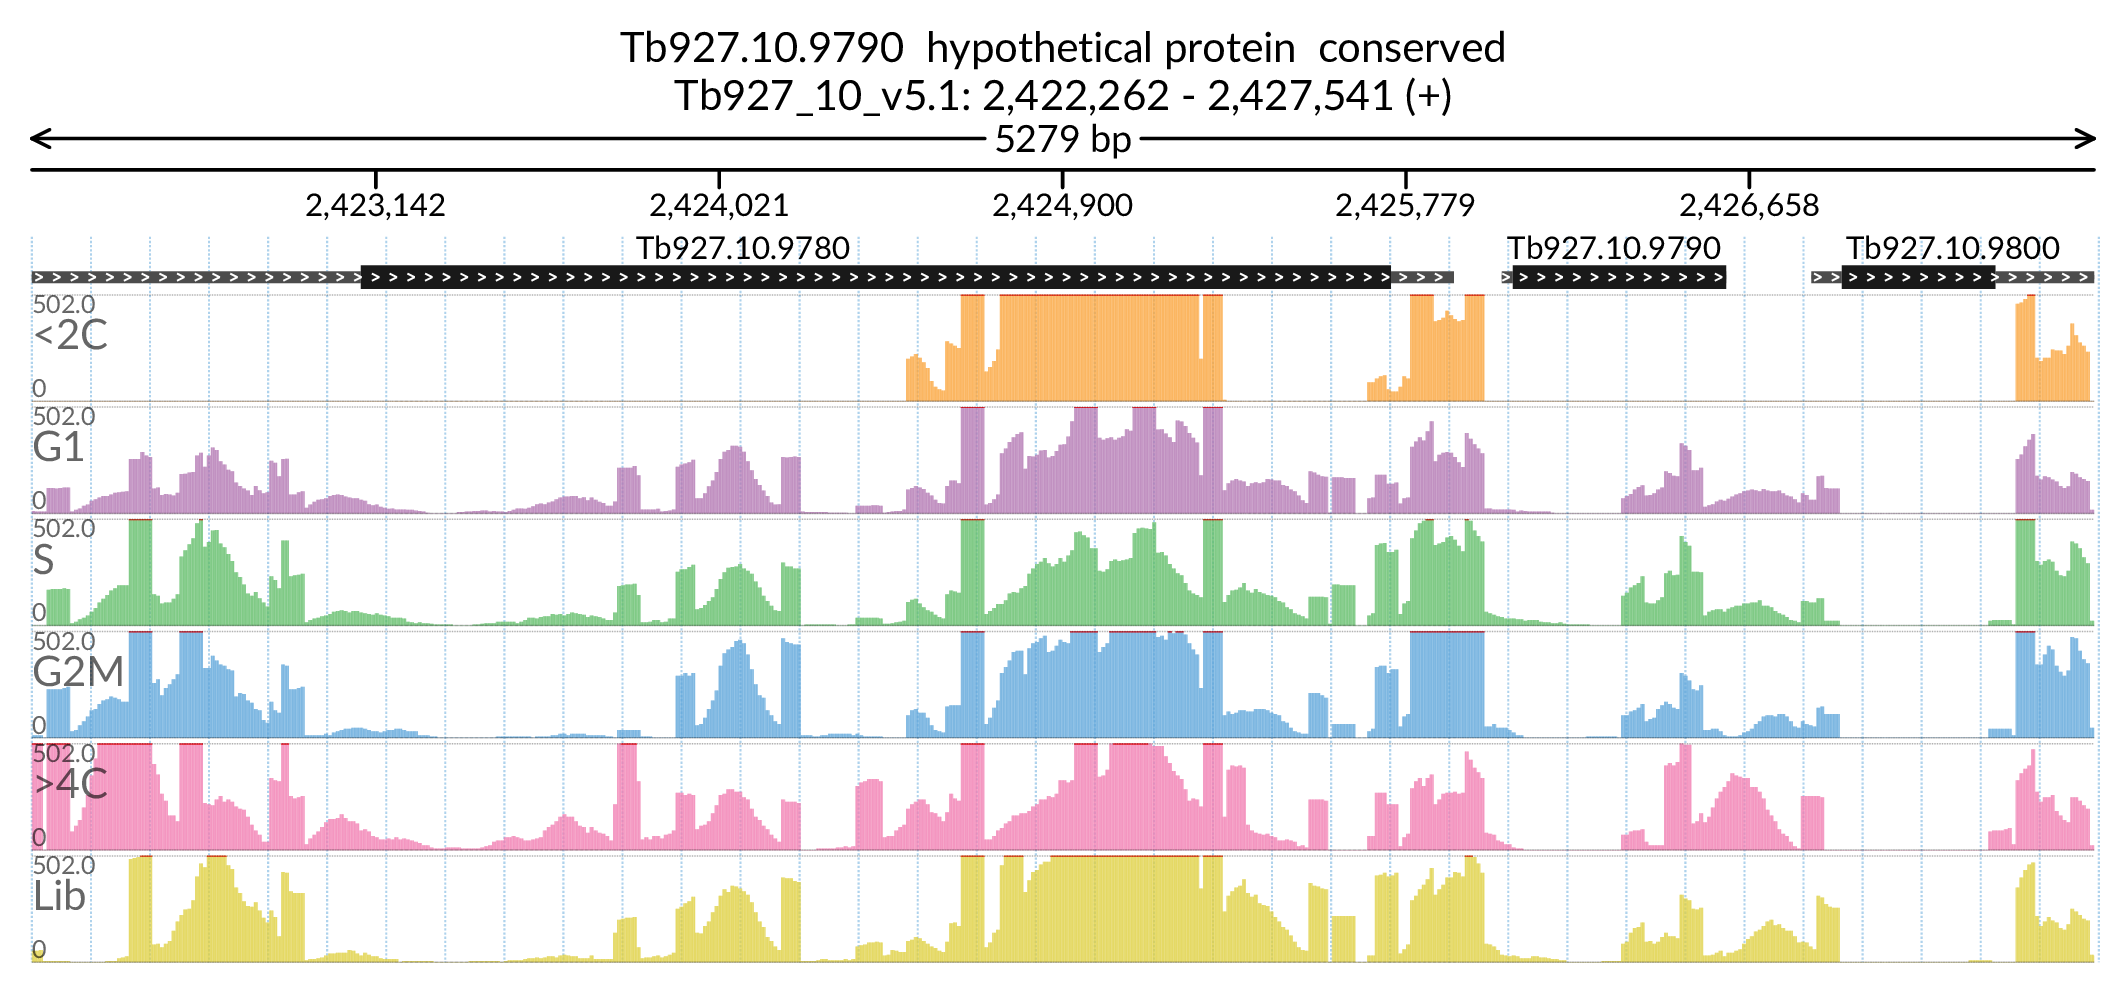 Tb927.10.9790 hypothetical protein conserved
Tb927_10_v5.1: 2,422,262 - 2,427,541 (+)
5279 bp
2,423,142 2,424,021 2,424,900 2,425,779 2,426,658
Tb927.10.9780 Tb927.10.9790 Tb927.10.9800
502.0
<2C
0
502.0
G1
0
502.0
S
0
502.0
G2M
0
502.0
>4C
0
502.0
Lib
0